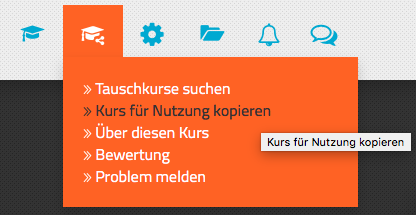 » Tauschkurse suchen
» Kurs für Nutzung kopieren
» Über diesen Kurs
Kurs für Nutzung kopieren
» Bewertung
» Problem melden